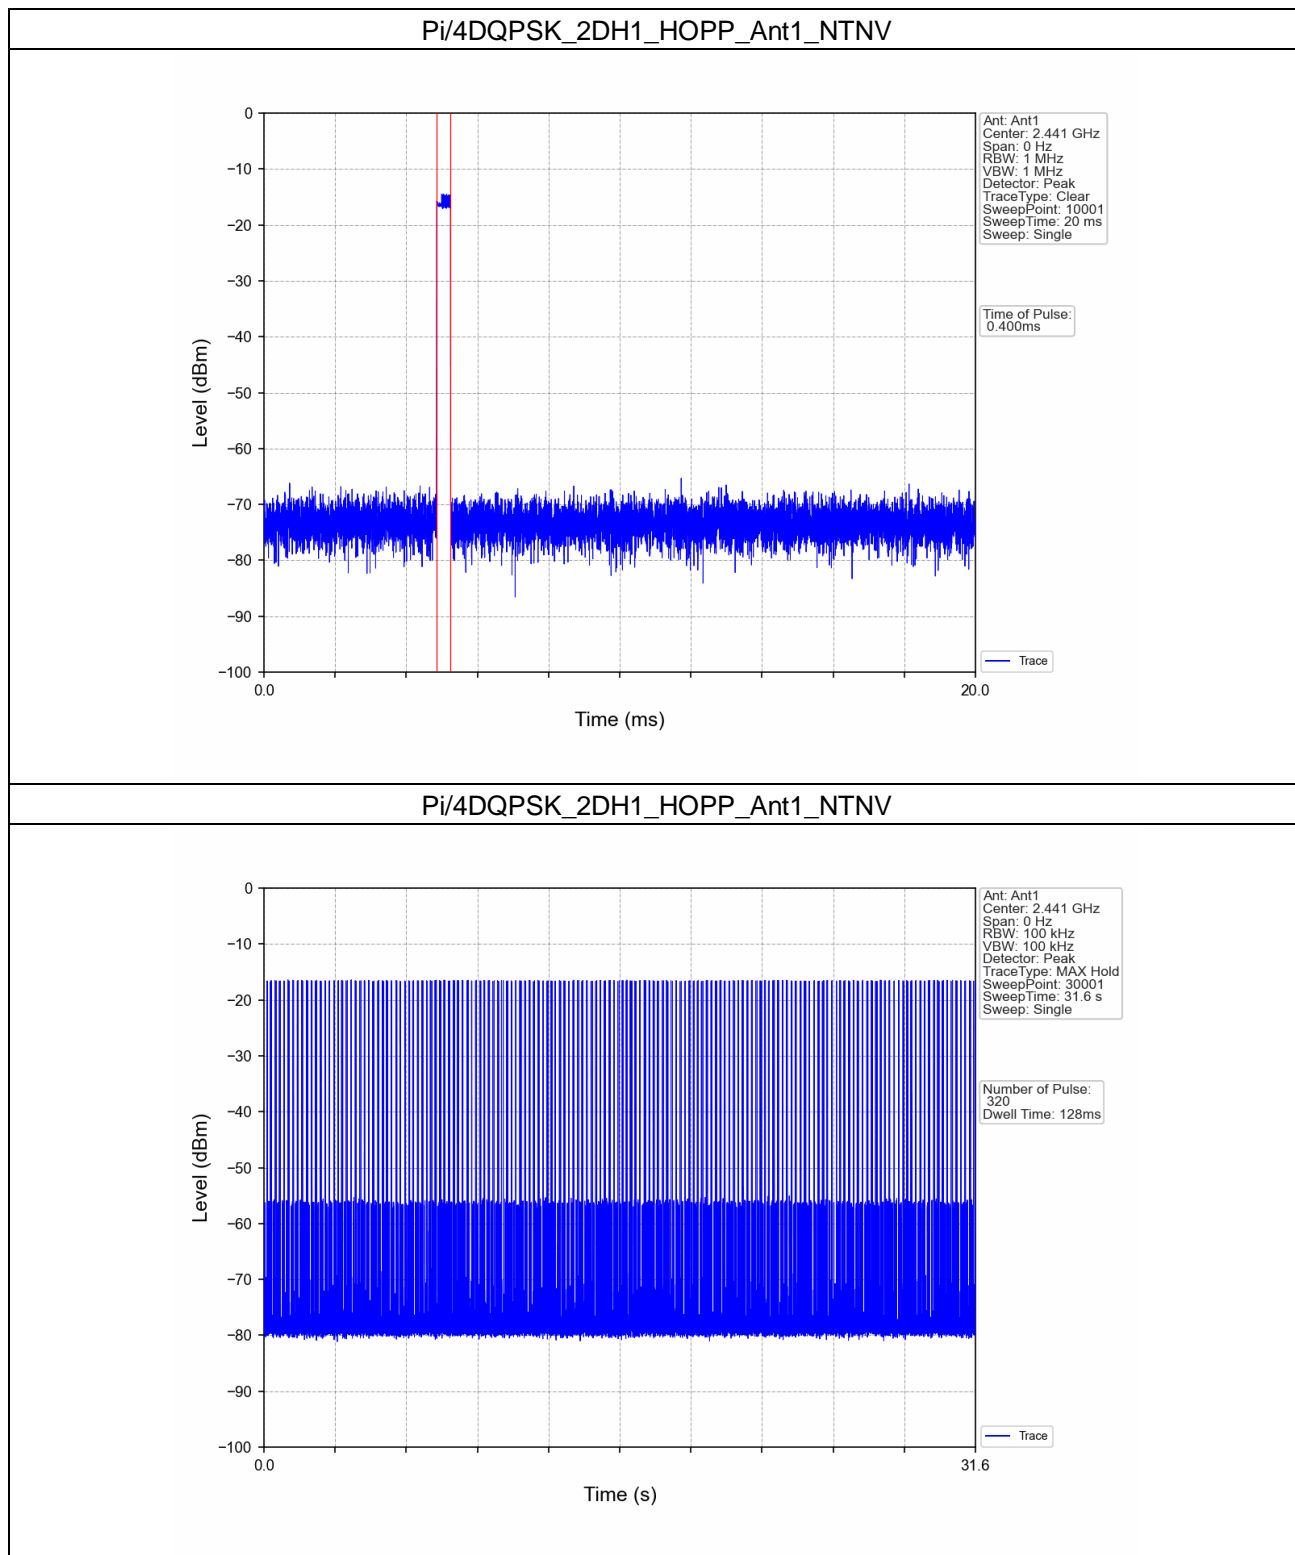 Pi/4DQPSK_2DH1_HOPP_Ant1_NTNV
0
−10
−20
−30
−40
−50
−60
−70
−80
−90
−100
Level (dBm)
0.0
20.0
Time (ms)
Ant: Ant1
Center: 2.441 GHz
Span: 0 Hz
RBW: 1 MHz
VBW: 1 MHz
Detector: Peak
TraceType: Clear
SweepPoint: 10001
SweepTime: 20 ms
Sweep: Single
Time of Pulse:
0.400ms
Trace
Pi/4DQPSK_2DH1_HOPP_Ant1_NTNV
0
−10
−20
−30
−40
−50
−60
−70
−80
−90
−100
Level (dBm)
0.0
31.6
Time (s)
Ant: Ant1
Center: 2.441 GHz
Span: 0 Hz
RBW: 100 kHz
VBW: 100 kHz
Detector: Peak
TraceType: MAX Hold
SweepPoint: 30001
SweepTime: 31.6 s
Sweep: Single
Number of Pulse:
320
Dwell Time: 128ms
Trace